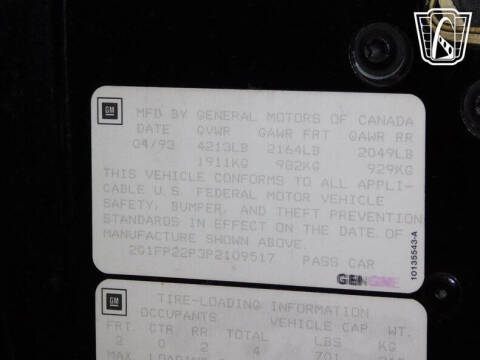 GM
MFD BY GENERAL MOTORS OF CANADA
DATE GVWR GAWR FRT GAWR RR
04/93 4213LB 2164LB 2049LB
1911KG 982KG 929KG
THIS VEHICLE CONFORMS TO ALL APPLI-
CABLE U.S. FEDERAL MOTOR VEHICLE
SAFETY, BUMPER, AND THEFT PREVENTION
STANDARDS IN EFFECT ON THE DATE OF
MANUFACTURE SHOWN ABOVE.
2G1FP22P3P2109517 PASS CAR
10135543-A
GM
TIRE-LOADING INFORMATION
OCCUPANTS VEHICLE CAP. WT.
FRT. CTR. RR. TOTAL LBS KG
2 0 2 4
MAX. LOADING